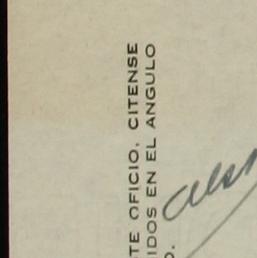 TE OFICIO, CITENSE
IDOS EN EL ANGULO
O.